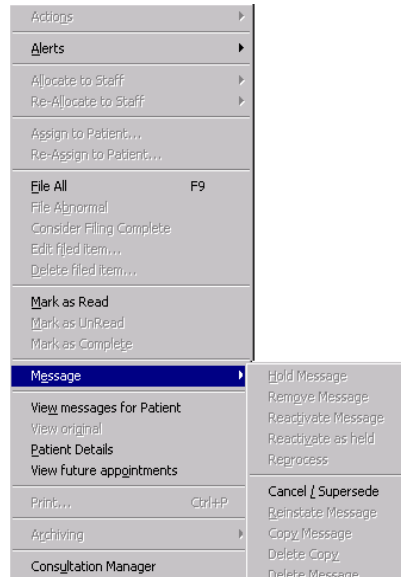 Actions
Alerts
Allocate to Staff
Re-Allocate to Staff
Assign to Patient...
Re-Assign to Patient...
File All F9
File Abnormal
Consider Filing Complete
Edit filed item...
Delete filed item...
Mark as Read
Mark as UnRead
Mark as Complete
Message
View messages for Patient
View original
Patient Details
View future appointments
Print... Ctrl+P
Archiving
Consultation Manager
Hold Message
Remove Message
Reactivate Message
Reactivate as held
Reprocess
Cancel / Supersede
Reinstate Message
Copy Message
Delete Copy
Delete Message